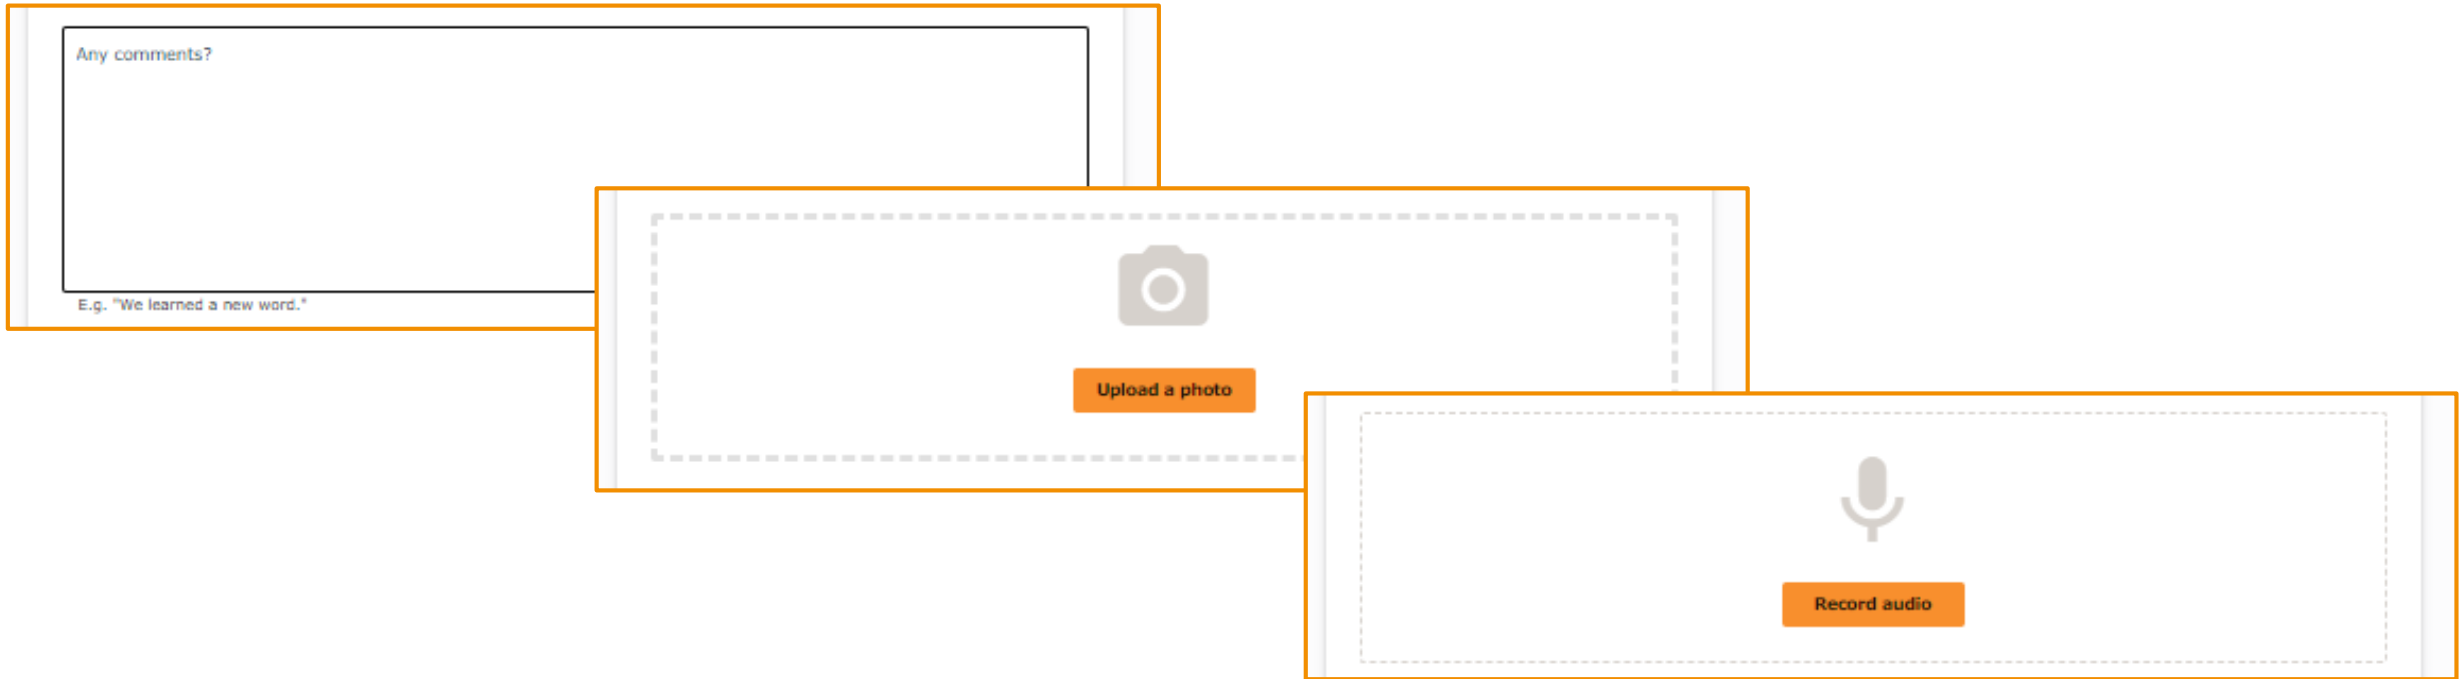 Any comments?
E.g. "We learned a new word."
Upload a photo
Record audio